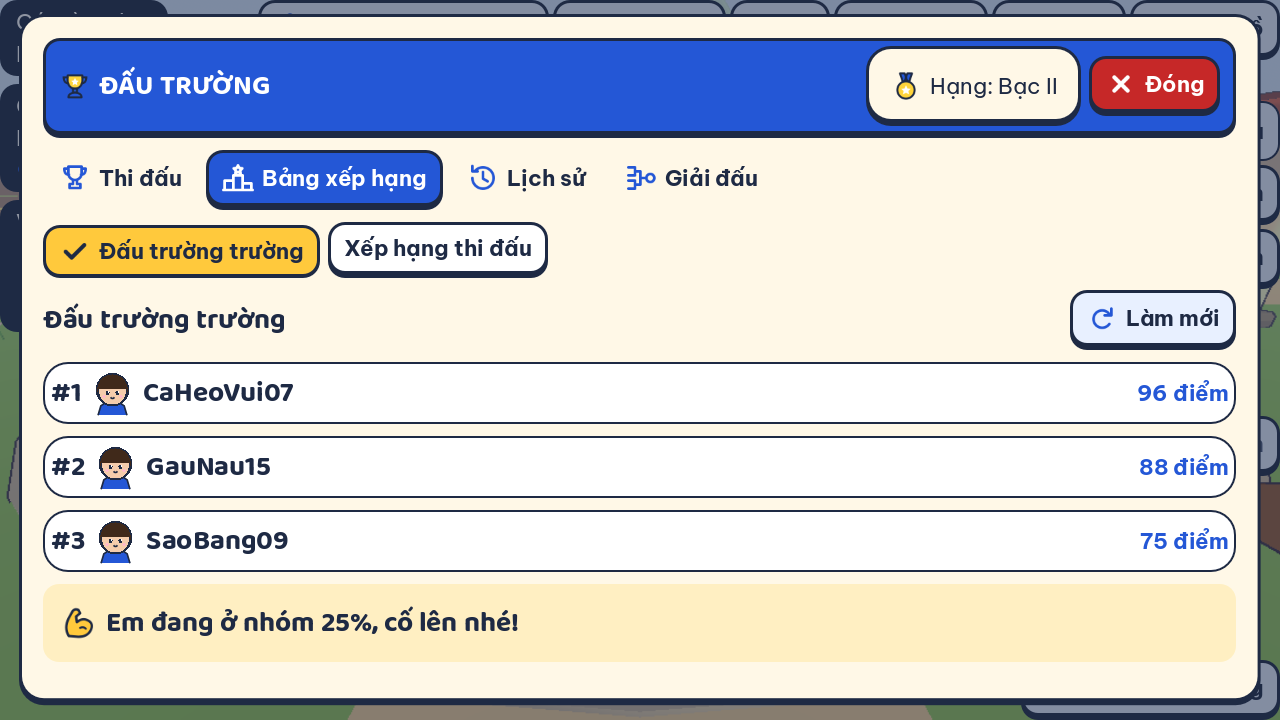 ĐẤU TRƯỜNG
Hạng: Bạc II
Đóng
Thi đấu
Bảng xếp hạng
Lịch sử
Giải đấu
Đấu trường trường
Xếp hạng thi đấu
Đấu trường trường
Làm mới
#1 CaHeoVui07 96 điểm
#2 GauNau15 88 điểm
#3 SaoBang09 75 điểm
Em đang ở nhóm 25%, cố lên nhé!